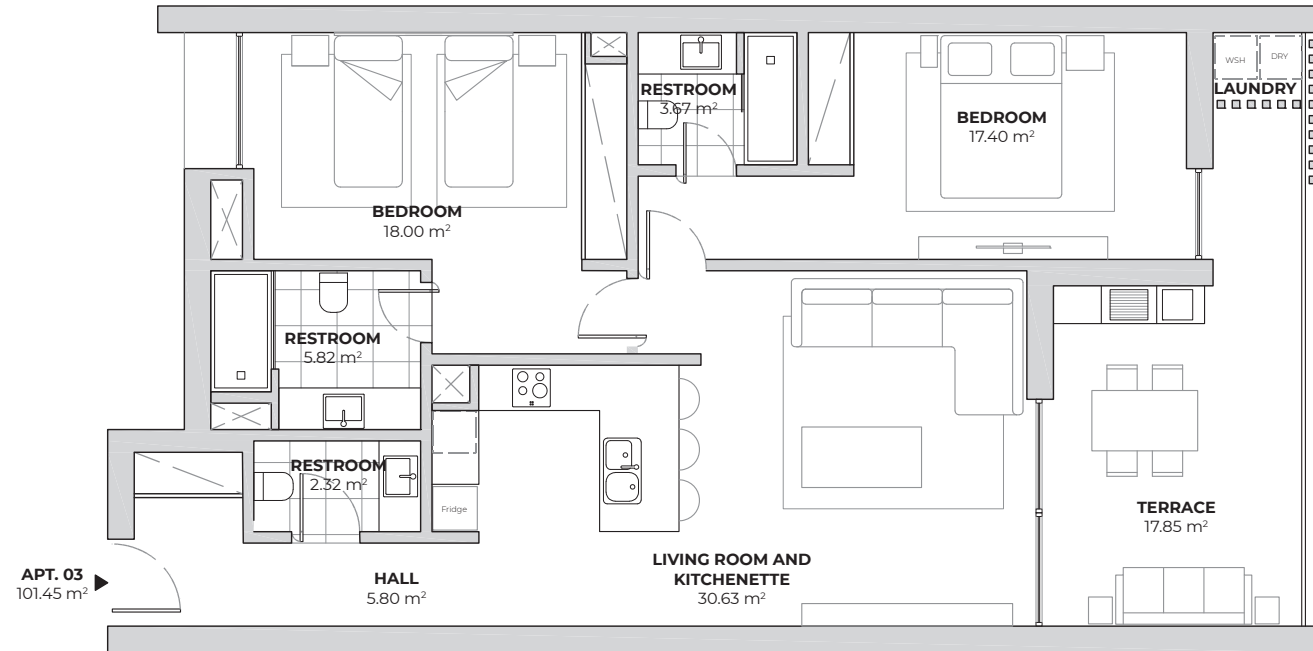 RESTROOM
3.67 m²
WSH
DRY
LAUNDRY
BEDROOM
17.40 m²
BEDROOM
18.00 m²
RESTROOM
5.82 m²
RESTROOM
2.32 m²
Fridge
TERRACE
17.85 m²
LIVING ROOM AND
KITCHENETTE
30.63 m²
HALL
5.80 m²
APT. 03
101.45 m²